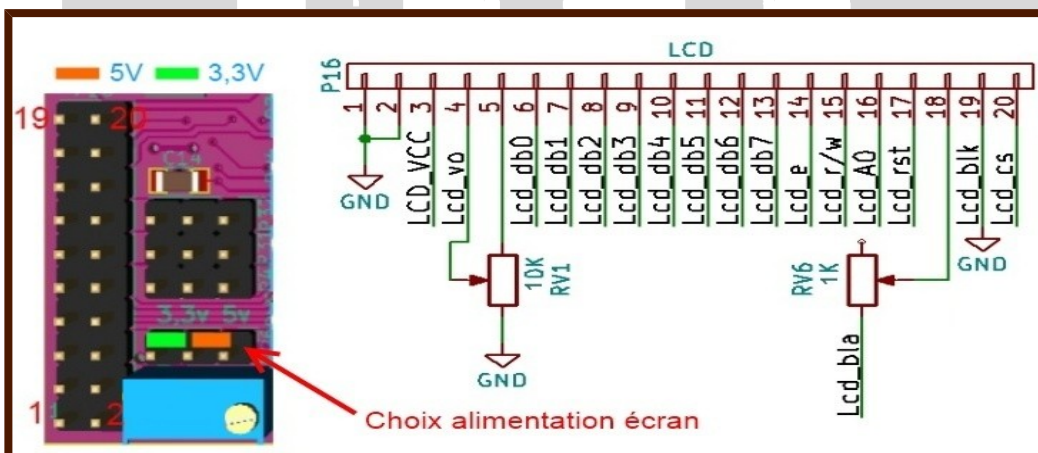 5V 3,3V
19 20
C14
3,3v 5v
1 2
Choix alimentation écran
LCD
P16
1 2 3 4 5 6 7 8 9 10 11 12 13 14 15 16 17 18 19 20
GND
LCD_VCC
Lcd_vo
Lcd_db0
Lcd_db1
Lcd_db2
Lcd_db3
Lcd_db4
Lcd_db5
Lcd_db6
Lcd_db7
Lcd_e
Lcd_r/w
Lcd_A0
Lcd_rst
Lcd_blk
Lcd_cs
10K
RV1
GND
RV6
1K
GND
Lcd_bla